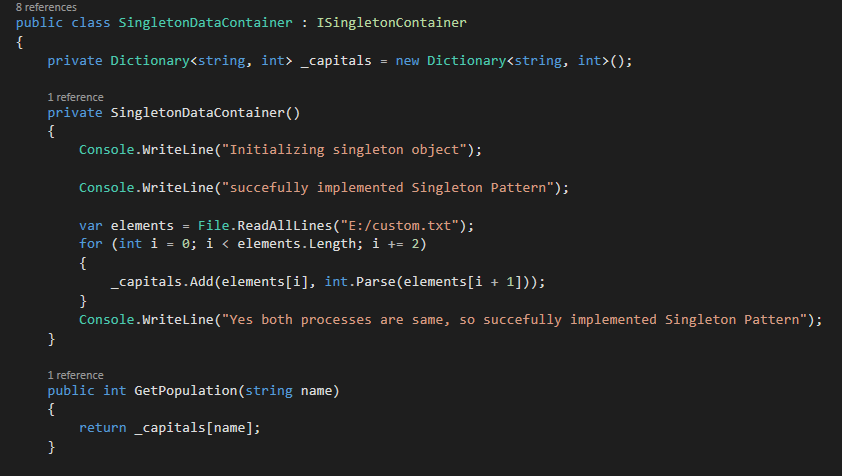 8 references
public class SingletonDataContainer : ISingletonContainer
{
private Dictionary<string, int> _capitals = new Dictionary<string, int>();
1 reference
private SingletonDataContainer()
{
Console.WriteLine("Initializing singleton object");
Console.WriteLine("succefully implemented Singleton Pattern");
var elements = File.ReadAllLines("E:/custom.txt");
for (int i = 0; i < elements.Length; i += 2)
{
_capitals.Add(elements[i], int.Parse(elements[i + 1]));
}
Console.WriteLine("Yes both processes are same, so succefully implemented Singleton Pattern");
}
1 reference
public int GetPopulation(string name)
{
return _capitals[name];
}